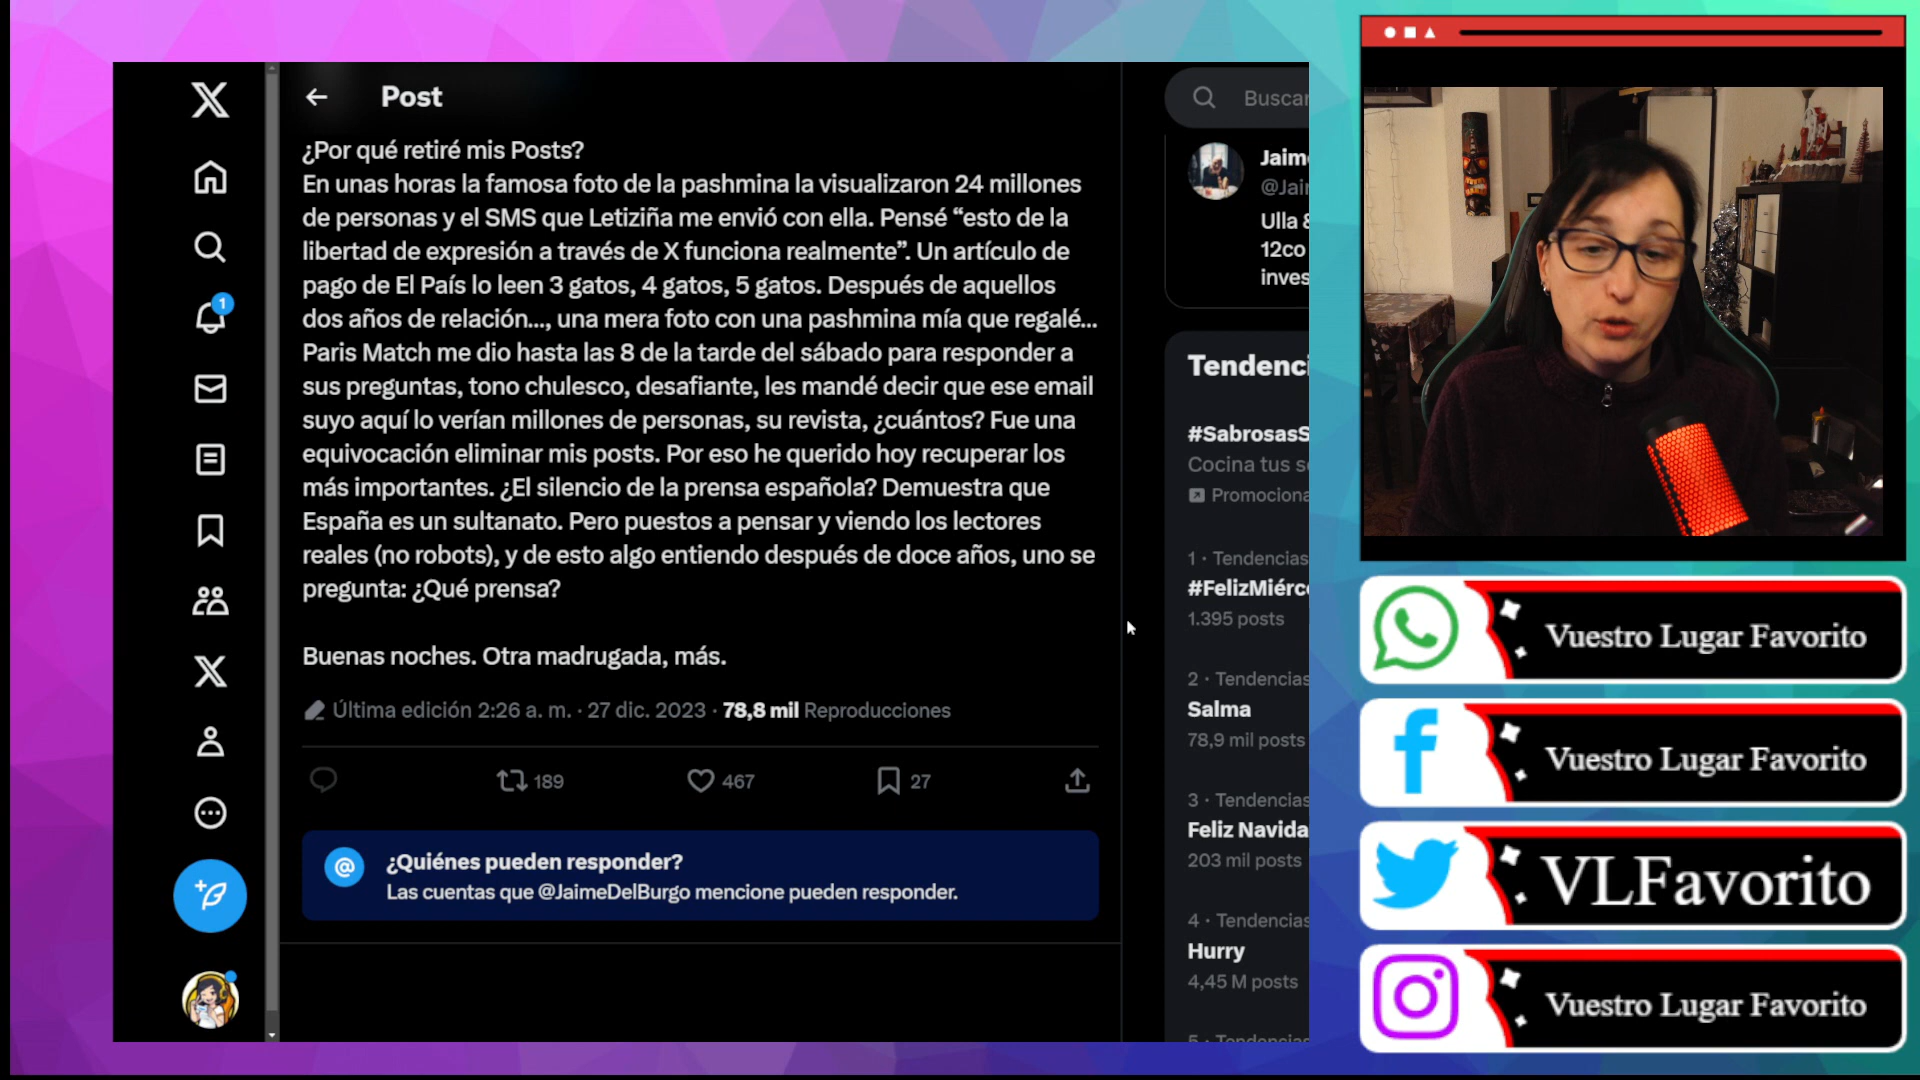 Post
¿Por qué retiré mis Posts?
En unas horas la famosa foto de la pashmina la visualizaron 24 millones
de personas y el SMS que Letiziña me envió con ella. Pensé “esto de la
libertad de expresión a través de X funciona realmente”. Un artículo de
pago de El País lo leen 3 gatos, 4 gatos, 5 gatos. Después de aquellos
dos años de relación..., una mera foto con una pashmina mía que regalé...
Paris Match me dio hasta las 8 de la tarde del sábado para responder a
sus preguntas, tono chulesco, desafiante, les mandé decir que ese email
suyo aquí lo verían millones de personas, su revista, ¿cuántos? Fue una
equivocación eliminar mis posts. Por eso he querido hoy recuperar los
más importantes. ¿El silencio de la prensa española? Demuestra que
España es un sultanato. Pero puestos a pensar y viendo los lectores
reales (no robots), y de esto algo entiendo después de doce años, uno se
pregunta: ¿Qué prensa?
Buenas noches. Otra madrugada, más.
Última edición 2:26 a. m. · 27 dic. 2023 · 78,8 mil Reproducciones
189
467
27
¿Quiénes pueden responder?
Las cuentas que @JaimeDelBurgo mencione pueden responder.
1
Buscar
Jaime
@Jai
Ulla &
12co
inves
Tendenci
#SabrosasS
Cocina tus s
Promociona
1 · Tendencias
#FelizMiérc
1.395 posts
2 · Tendencias
Salma
78,9 mil posts
3 · Tendencias
Feliz Navida
203 mil posts
4 · Tendencias
Hurry
4,45 M posts
5 · Tendencias
Vuestro Lugar Favorito
Vuestro Lugar Favorito
VLFavorito
Vuestro Lugar Favorito